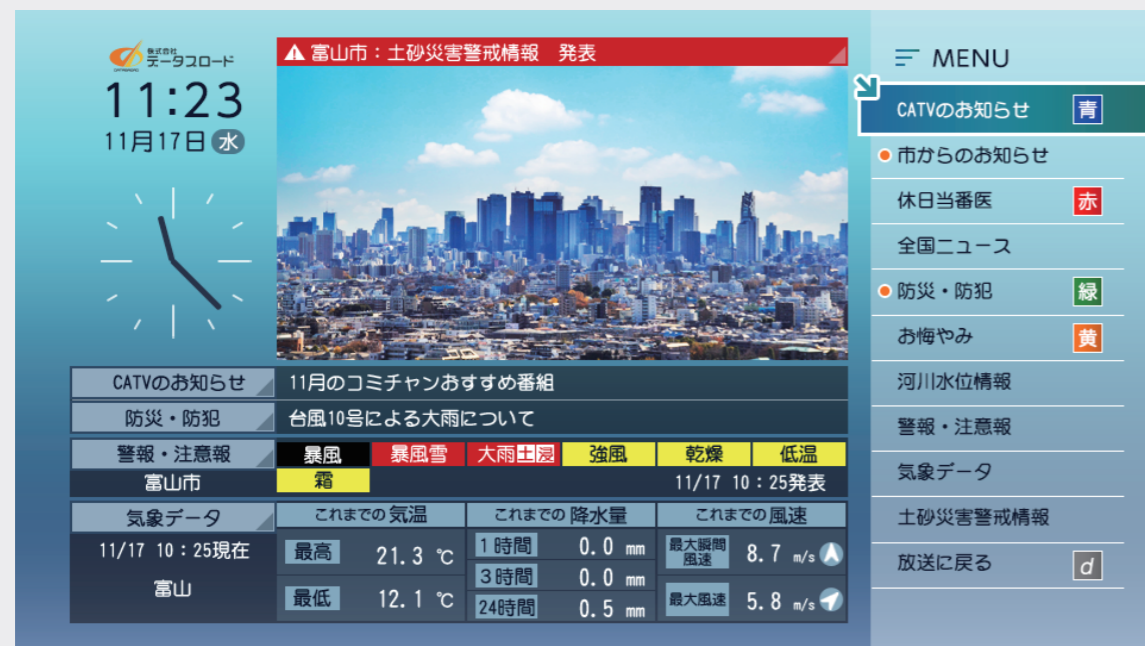 株式会社
データスロード
11:23
11月17日 水
富山市：土砂災害警戒情報 発表
CATVのお知らせ 11月のコミチャンおすすめ番組
防災・防犯 台風10号による大雨について
警報・注意報 暴風 暴風雪 大雨土浸 強風 乾燥 低温
富山市 霜 11/17 10：25発表
気象データ これまでの気温 これまでの降水量 これまでの風速
11/17 10：25現在
富山
最高 21.3 ℃
最低 12.1 ℃
1時間 0.0 mm
3時間 0.0 mm
24時間 0.5 mm
最大瞬間
風速 8.7 m/s
最大風速 5.8 m/s
MENU
CATVのお知らせ 青
市からのお知らせ
休日当番医 赤
全国ニュース
防災・防犯 緑
お悔やみ 黄
河川水位情報
警報・注意報
気象データ
土砂災害警戒情報
放送に戻る d